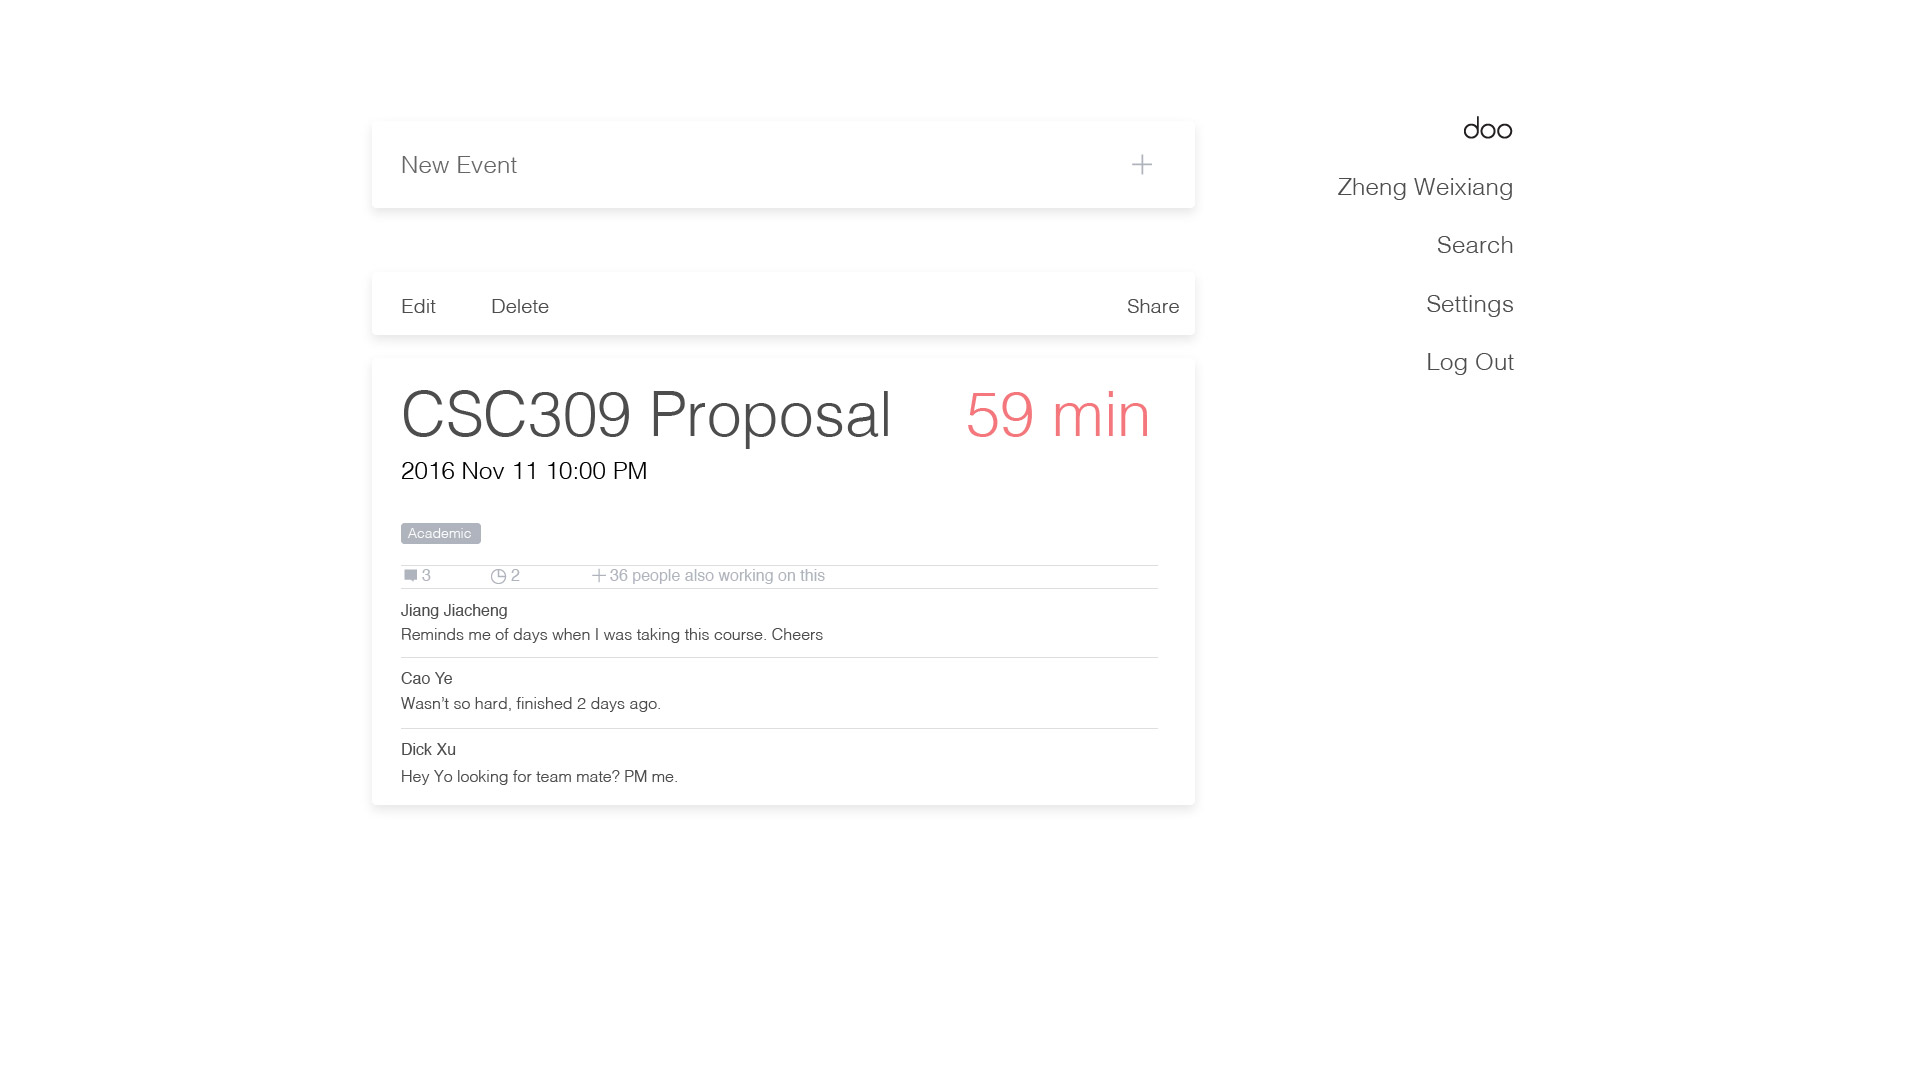 New Event
Edit Delete Share
CSC309 Proposal 59 min
2016 Nov 11 10:00 PM
Academic
3 2 36 people also working on this
Jiang Jiacheng
Reminds me of days when I was taking this course. Cheers
Cao Ye
Wasn’t so hard, finished 2 days ago.
Dick Xu
Hey Yo looking for team mate? PM me.
doo
Zheng Weixiang
Search
Settings
Log Out